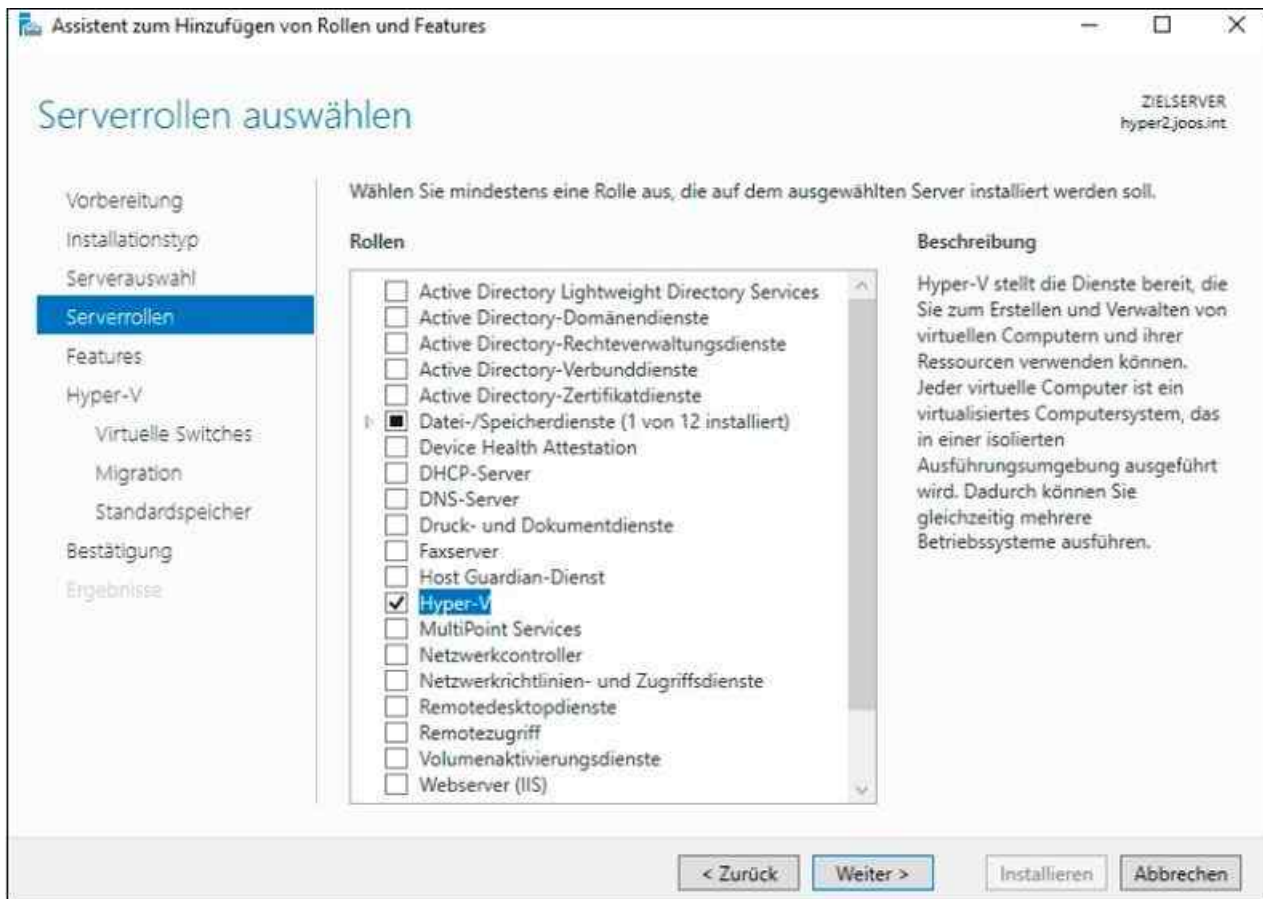 Assistent zum Hinzufügen von Rollen und Features
Serverrollen auswählen
ZIELSERVER
hyper2.joos.int
Vorbereitung
Installationstyp
Serverauswahl
Serverrollen
Features
Hyper-V
Virtuelle Switches
Migration
Standardspeicher
Bestätigung
Ergebnisse
Wählen Sie mindestens eine Rolle aus, die auf dem ausgewählten Server installiert werden soll.
Rollen
Active Directory Lightweight Directory Services
Active Directory-Domänendienste
Active Directory-Rechteverwaltungsdienste
Active Directory-Verbunddienste
Active Directory-Zertifikatdienste
Datei-/Speicherdienste (1 von 12 installiert)
Device Health Attestation
DHCP-Server
DNS-Server
Druck- und Dokumentdienste
Faxserver
Host Guardian-Dienst
Hyper-V
MultiPoint Services
Netzwerkcontroller
Netzwerkrichtlinien- und Zugriffsdienste
Remotedesktopdienste
Remotezugriff
Volumenaktivierungsdienste
Webserver (IIS)
Beschreibung
Hyper-V stellt die Dienste bereit, die
Sie zum Erstellen und Verwalten von
virtuellen Computern und ihrer
Ressourcen verwenden können.
Jeder virtuelle Computer ist ein
virtualisiertes Computersystem, das
in einer isolierten
Ausführungsumgebung ausgeführt
wird. Dadurch können Sie
gleichzeitig mehrere
Betriebssysteme ausführen.
< Zurück
Weiter >
Installieren
Abbrechen